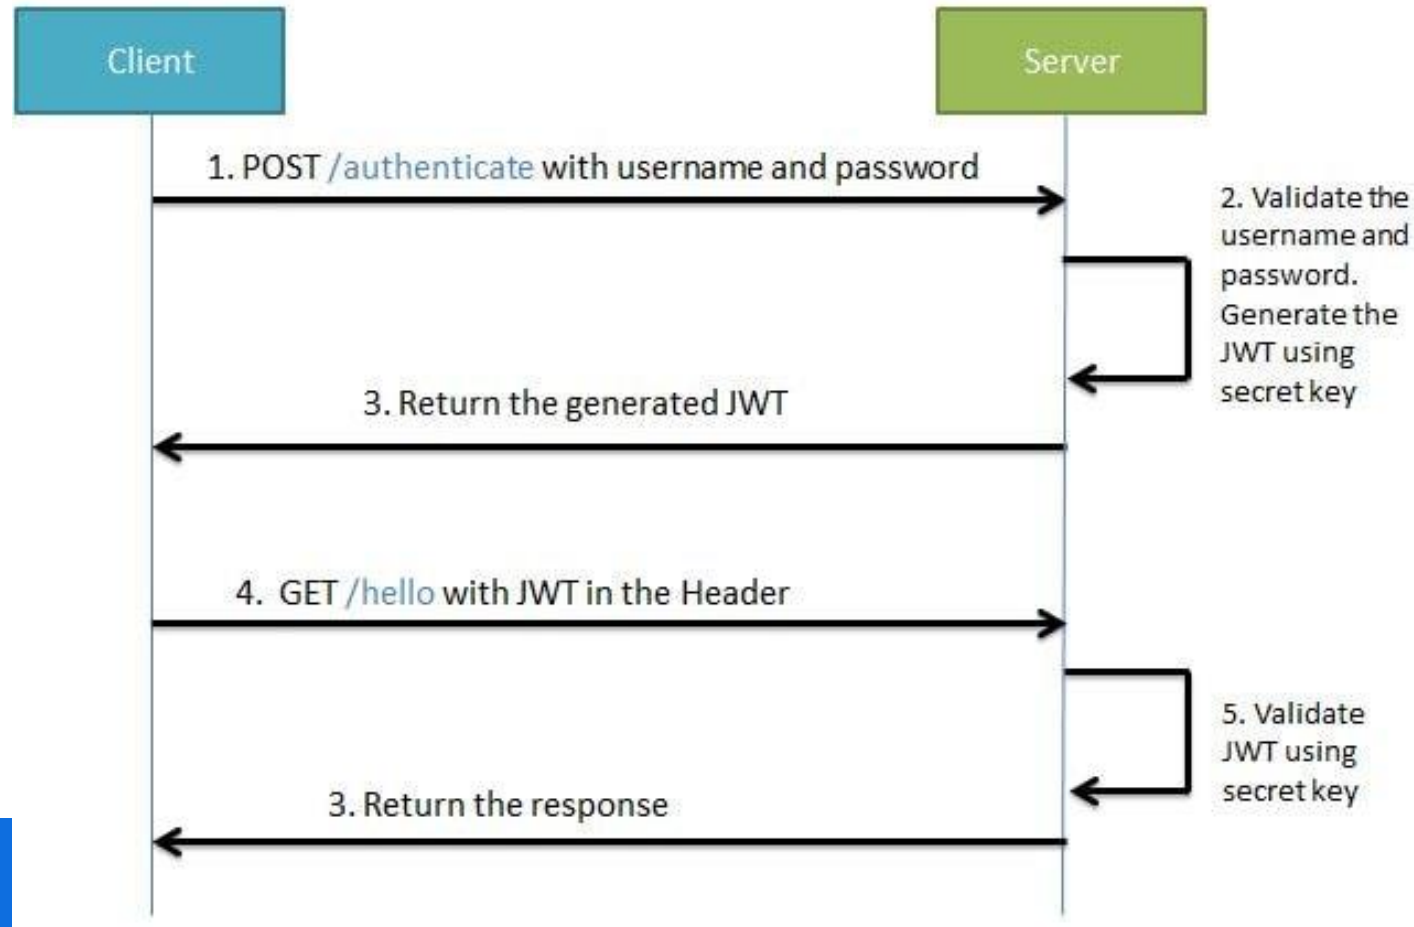 Client
Server
1. POST /authenticate with username and password
2. Validate the
username and
password.
Generate the
JWT using
secret key
3. Return the generated JWT
4. GET /hello with JWT in the Header
5. Validate
JWT using
secret key
3. Return the response